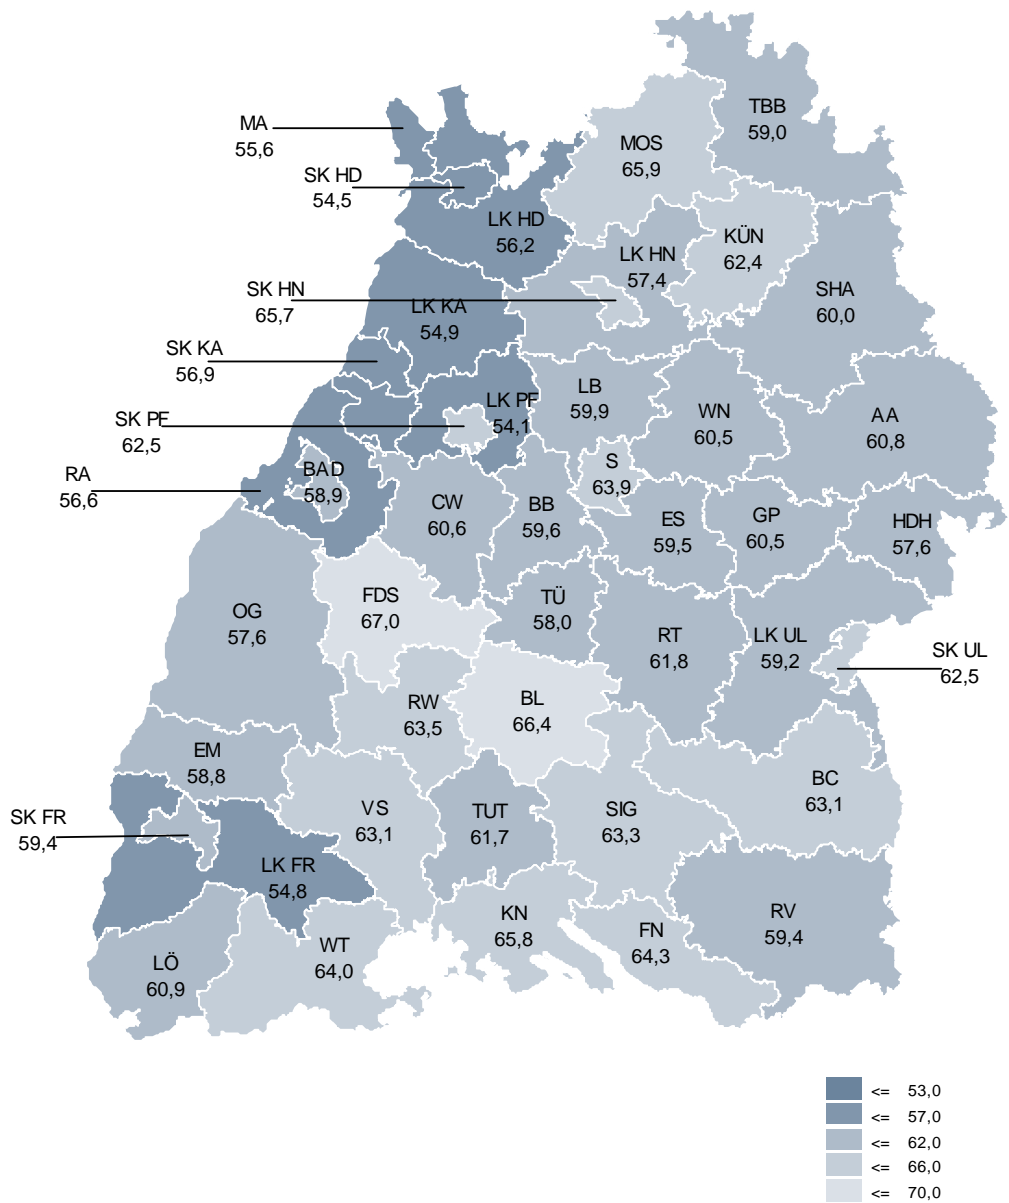 TBB
59,0
MA
55,6
MOS
65,9
SK HD
54,5
LK HD
56,2
KÜN
62,4
LK HN
57,4
SK HN
65,7
SHA
60,0
LK KA
54,9
SK KA
56,9
LB
59,9
LK PF
54,1
WN
60,5
AA
60,8
SK PF
62,5
S
63,9
BAD
58,9
RA
56,6
CW
60,6
BB
59,6
ES
59,5
GP
60,5
HDH
57,6
FDS
67,0
TÜ
58,0
OG
57,6
RT
61,8
LK UL
59,2
SK UL
62,5
RW
63,5
BL
66,4
EM
58,8
BC
63,1
VS
63,1
TUT
61,7
SIG
63,3
SK FR
59,4
LK FR
54,8
KN
65,8
RV
59,4
FN
64,3
WT
64,0
LÖ
60,9
<= 53,0
<= 57,0
<= 62,0
<= 66,0
<= 70,0